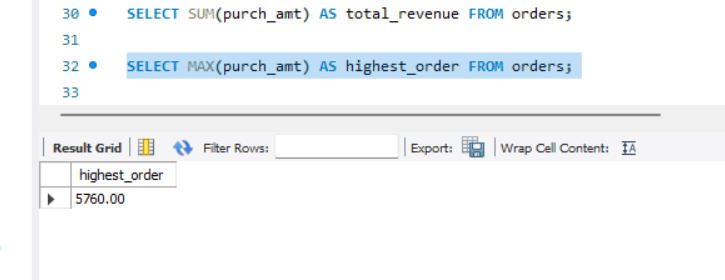 30 SELECT SUM(purch_amt) AS total_revenue FROM orders;
31
32 SELECT MAX(purch_amt) AS highest_order FROM orders;
33
Result Grid Filter Rows: Export: Wrap Cell Content: IA
highest_order
5760.00